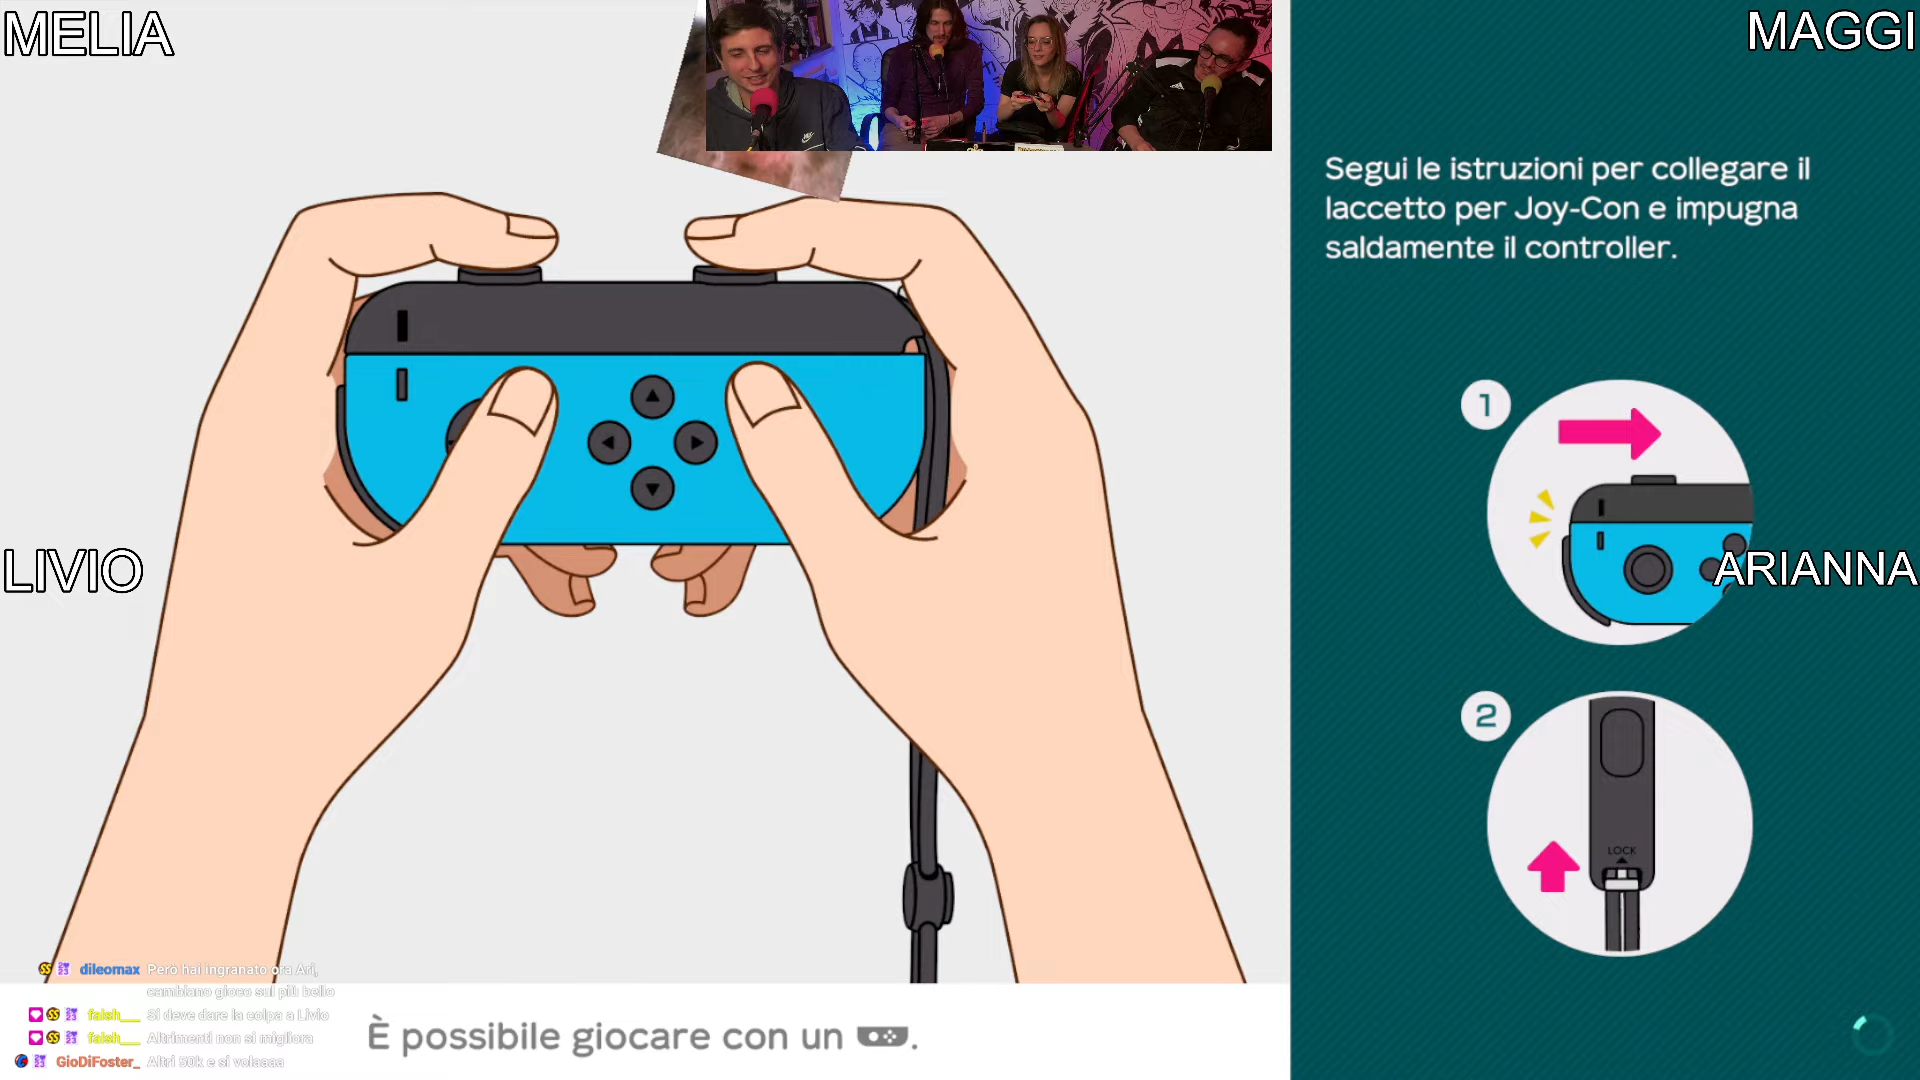 MELIA
MAGGI
Segui le istruzioni per collegare il
laccetto per Joy-Con e impugna
saldamente il controller.
1
LIVIO
ARIANNA
2
LOCK
dileomax Però hai ingranato ora Ari,
cambiano gioco sul più bello
falsh__ Si deve dare la colpa a Livio
falsh__ Altrimenti non si migliora
GioDiFoster_ Altri 50k e si volaaaa
È possibile giocare con un .